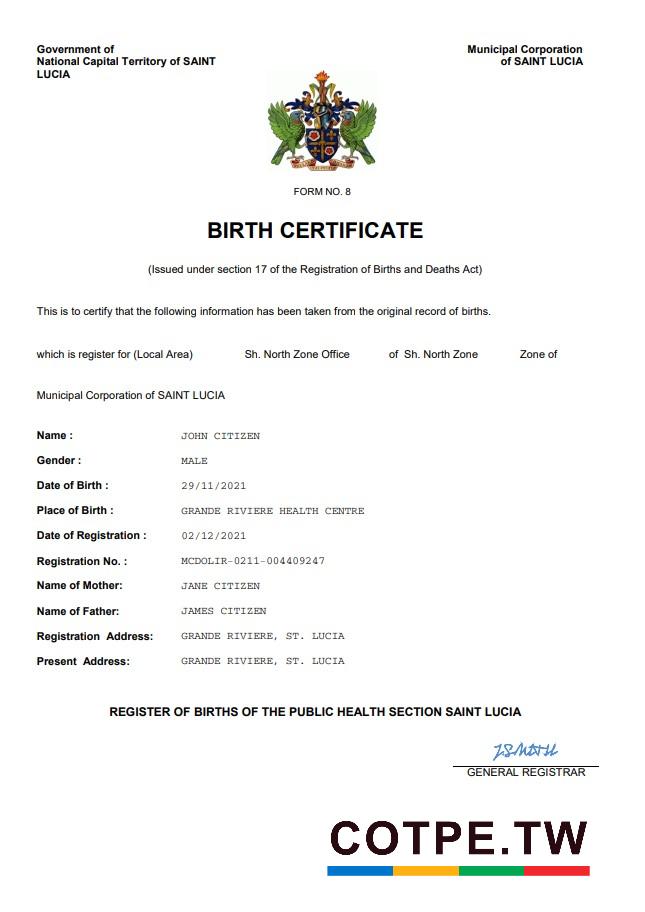 Government of
National Capital Territory of SAINT
LUCIA
Municipal Corporation
of SAINT LUCIA
FORM NO. 8
BIRTH CERTIFICATE
(Issued under section 17 of the Registration of Births and Deaths Act)
This is to certify that the following information has been taken from the original record of births.
which is register for (Local Area) Sh. North Zone Office of Sh. North Zone Zone of
Municipal Corporation of SAINT LUCIA
Name : JOHN CITIZEN
Gender : MALE
Date of Birth : 29/11/2021
Place of Birth : GRANDE RIVIERE HEALTH CENTRE
Date of Registration : 02/12/2021
Registration No. : MCDOLIR-0211-004409247
Name of Mother: JANE CITIZEN
Name of Father: JAMES CITIZEN
Registration Address: GRANDE RIVIERE, ST. LUCIA
Present Address: GRANDE RIVIERE, ST. LUCIA
REGISTER OF BIRTHS OF THE PUBLIC HEALTH SECTION SAINT LUCIA
GENERAL REGISTRAR
COTPE.TW